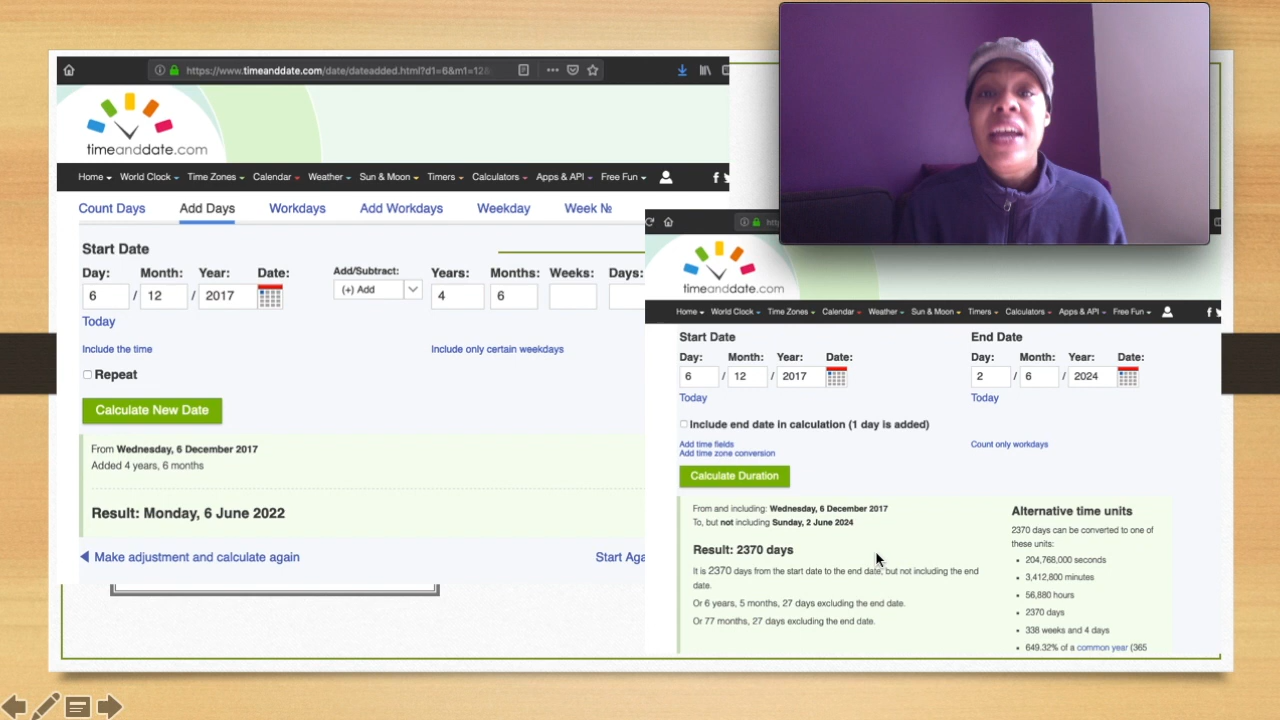 https://www.timeanddate.com/date/dateadded.html?d1=6&m1=12&
timeanddate.com
Home World Clock Time Zones Calendar Weather Sun & Moon Timers Calculators Apps & API Free Fun
Count Days Add Days Workdays Add Workdays Weekday Week №
Start Date
Day: Month: Year: Date: Add/Subtract: Years: Months: Weeks: Days:
6 / 12 / 2017 (+) Add 4 6
Today
Include the time Include only certain weekdays
Repeat
Calculate New Date
From Wednesday, 6 December 2017
Added 4 years, 6 months
Result: Monday, 6 June 2022
Make adjustment and calculate again Start Aga
timeanddate.com
Home World Clock Time Zones Calendar Weather Sun & Moon Timers Calculators Apps & API Free Fun
Start Date End Date
Day: Month: Year: Date: Day: Month: Year: Date:
6 / 12 / 2017 2 / 6 / 2024
Today Today
Include end date in calculation (1 day is added)
Add time fields Count only workdays
Add time zone conversion
Calculate Duration
From and including: Wednesday, 6 December 2017
To, but not including Sunday, 2 June 2024
Result: 2370 days
It is 2370 days from the start date to the end date, but not including the end
date.
Or 6 years, 5 months, 27 days excluding the end date.
Or 77 months, 27 days excluding the end date.
Alternative time units
2370 days can be converted to one of
these units:
• 204,768,000 seconds
• 3,412,800 minutes
• 56,880 hours
• 2370 days
• 338 weeks and 4 days
• 649.32% of a common year (365